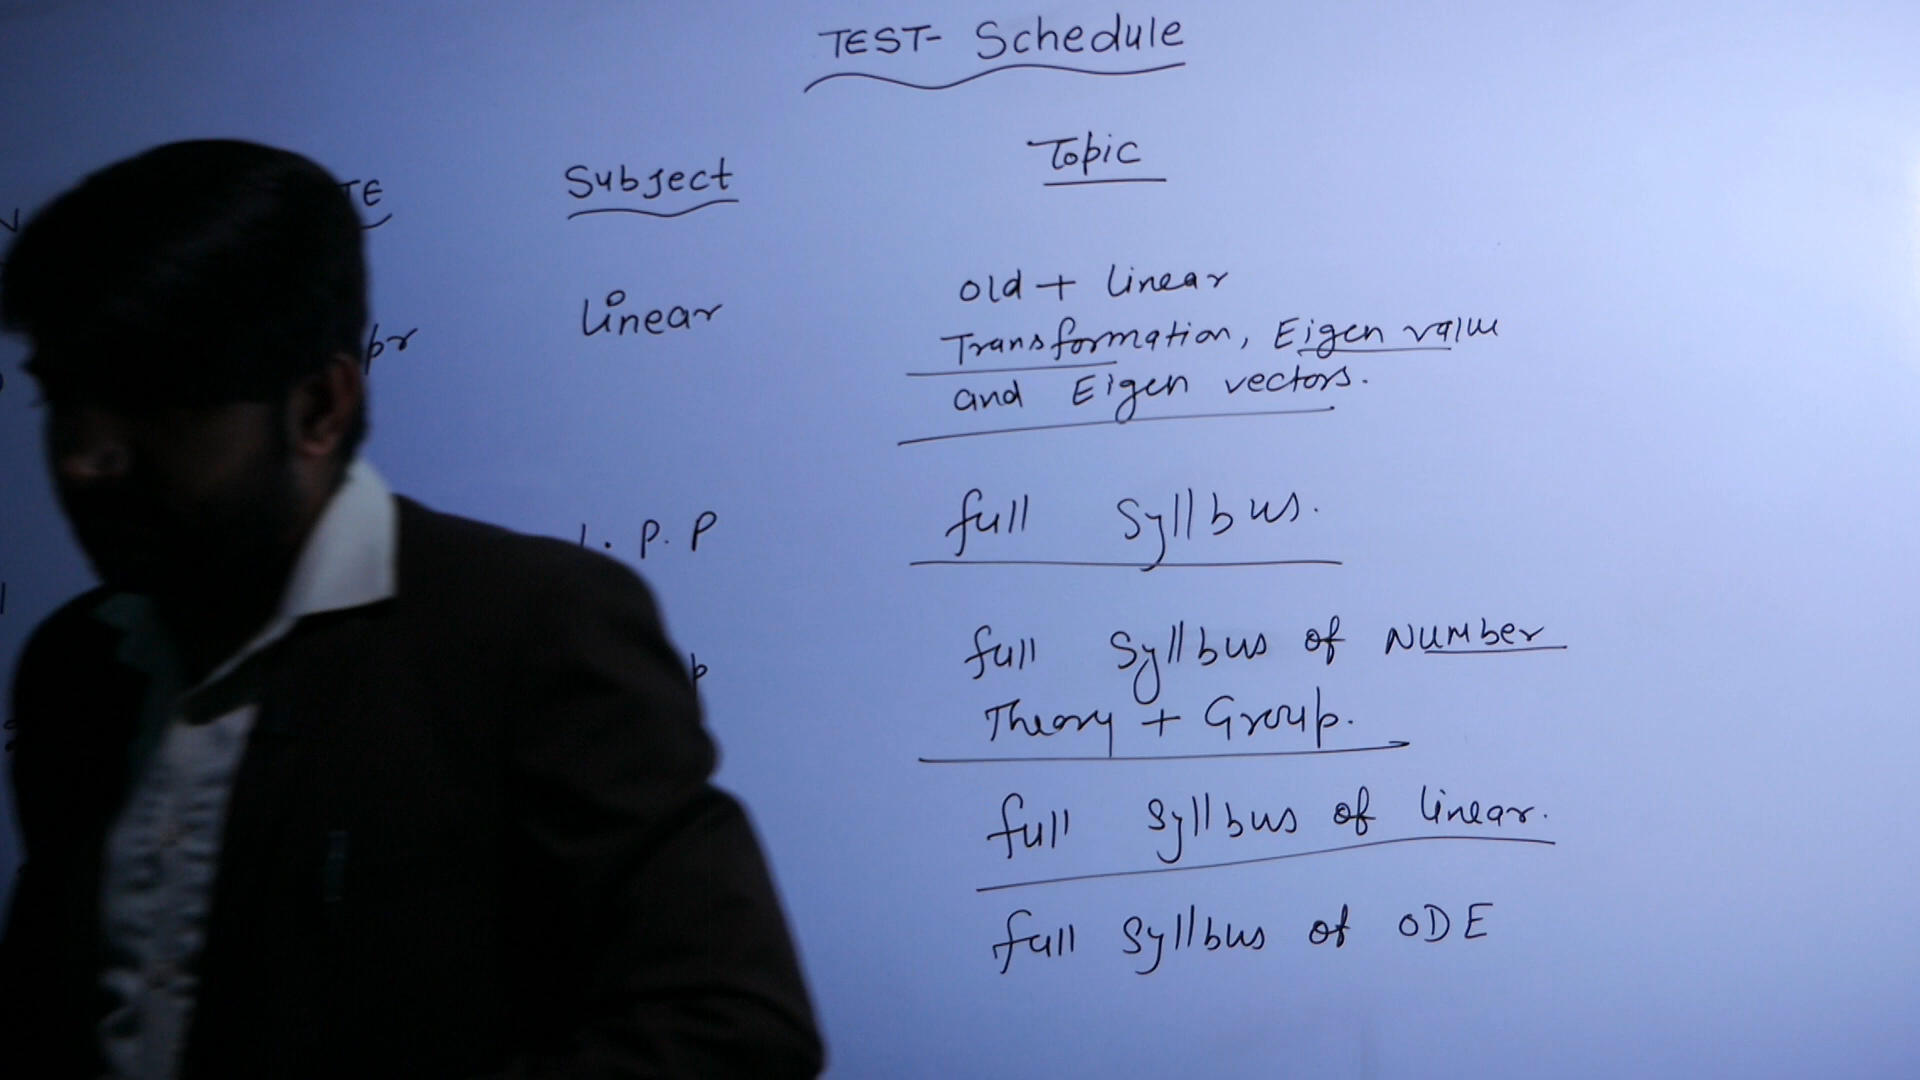 TEST- Schedule
Subject Topic
Linear old + linear
Transformation, Eigen value
and Eigen vectors.
P. P full Syllbus.
full Syllbus of Number
Theory + Group.
full Syllbus of linear.
full Syllbus of ODE